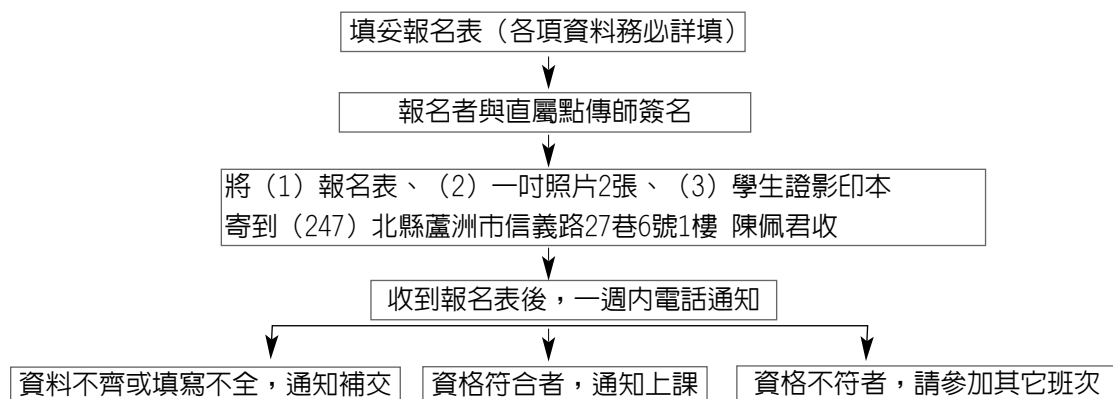 填妥報名表（各項資料務必詳填）
報名者與直屬點傳師簽名
將（1）報名表、（2）一吋照片2張、（3）學生證影印本
寄到（247）北縣蘆洲市信義路27巷6號1樓 陳佩君收
收到報名表後，一週內電話通知
資料不齊或填寫不全，通知補交
資格符合者，通知上課
資格不符者，請參加其它班次